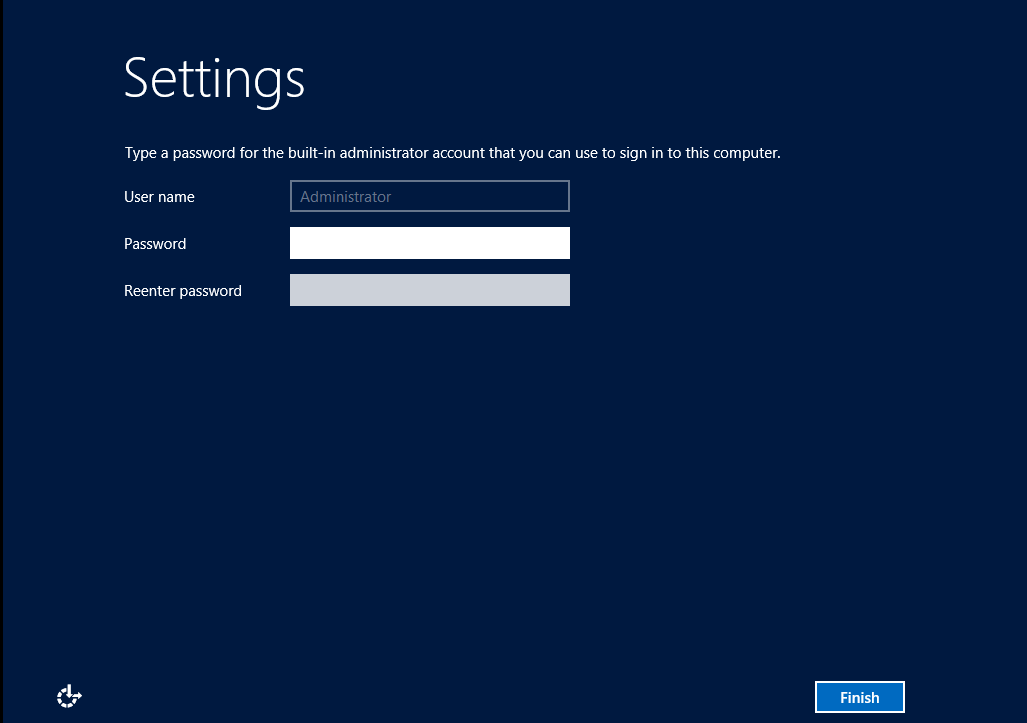 Settings
Type a password for the built-in administrator account that you can use to sign in to this computer.
User name Administrator
Password
Reenter password
Finish